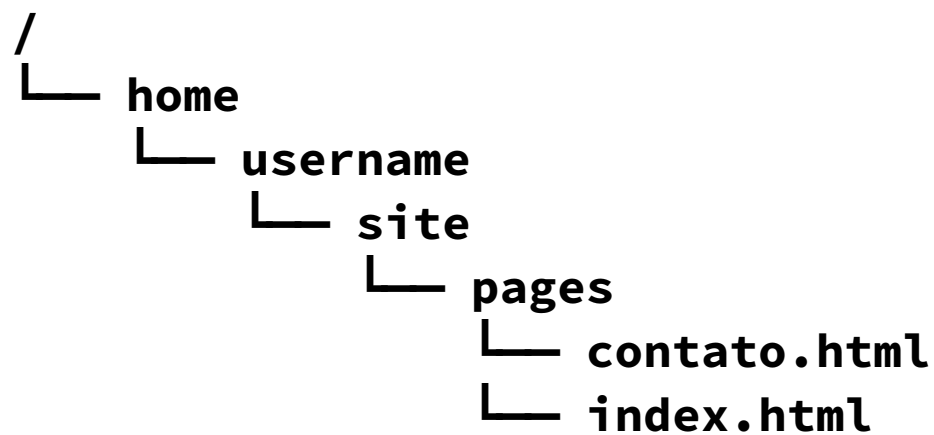 /
└── home
└── username
└── site
└── pages
└── contato.html
└── index.html